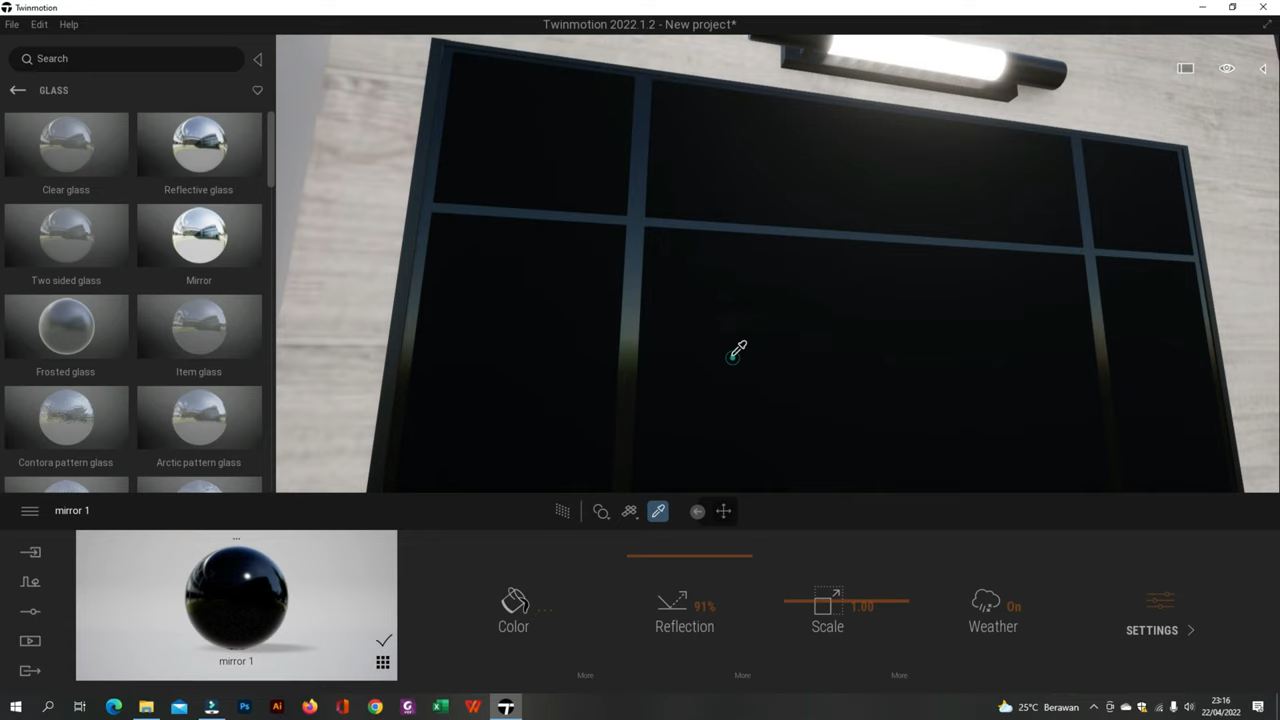 Twinmotion
File Edit Help
Twinmotion 2022.1.2 - New project*
Search
GLASS
Clear glass
Reflective glass
Two sided glass
Mirror
Frosted glass
Item glass
Contora pattern glass
Arctic pattern glass
mirror 1
...
mirror 1
Color
...
Reflection
91%
Scale
1.00
Weather
On
SETTINGS
More
More
More
25°C Berawan
23:16
22/04/2022